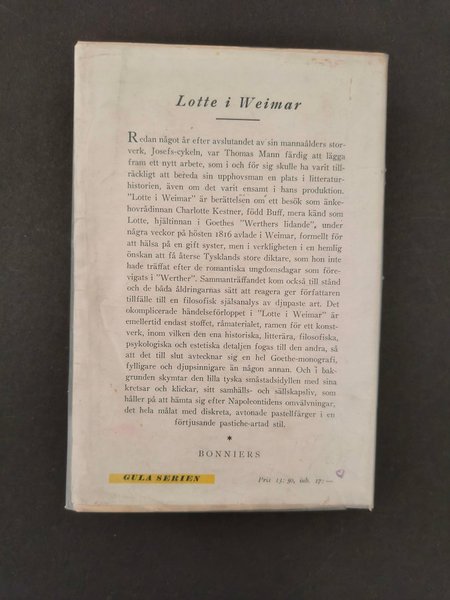 Lotte i Weimar
Redan något år efter avslutandet av sin mannaålders stor-
verk, Josefs-cykeln, var Thomas Mann färdig att lägga
fram ett nytt arbete, som i och för sig skulle ha varit till-
räckligt att bereda sin upphovsman en plats i litteratur-
historien, även om det varit ensamt i hans produktion.
"Lotte i Weimar" är berättelsen om ett besök som änke-
hovrådinnan Charlotte Kestner, född Buff, mera känd som
Lotte, hjältinnan i Goethes "Werthers lidande", under
några veckor på hösten 1816 avlade i Weimar, formellt för
att hälsa på en gift syster, men i verkligheten i en hemlig
önskan att få återse Tysklands store diktare, som hon inte
hade träffat efter de romantiska ungdomsdagar som före-
vigats i "Werther". Sammanträffandet kom också till stånd
och de båda åldringarnas sätt att reagera ger författaren
tillfälle till en filosofisk själsanalys av djupaste art. Det
okomplicerade händelseförloppet i "Lotte i Weimar" är
emellertid endast stoffet, råmaterialet, ramen för ett konst-
verk, inom vilken den ena historiska, litterära, filosofiska,
psykologiska och estetiska detaljen fogas till den andra, så
att det till slut avtecknar sig en hel Goethe-monografi,
fylligare och djupsinnigare än någon annan. Och i bak-
grunden skymtar den lilla tyska småstadsidyllen med sina
kretsar och klickar, sitt samhälls- och sällskapsliv, som
håller på att hämta sig efter Napoleontidens omvälvningar,
det hela målat med diskreta, avtonade pastellfärger i en
förtjusande pastiche-artad stil.
*
BONNIERS
GULA SERIEN
Pris 13:50, inb. 17:—